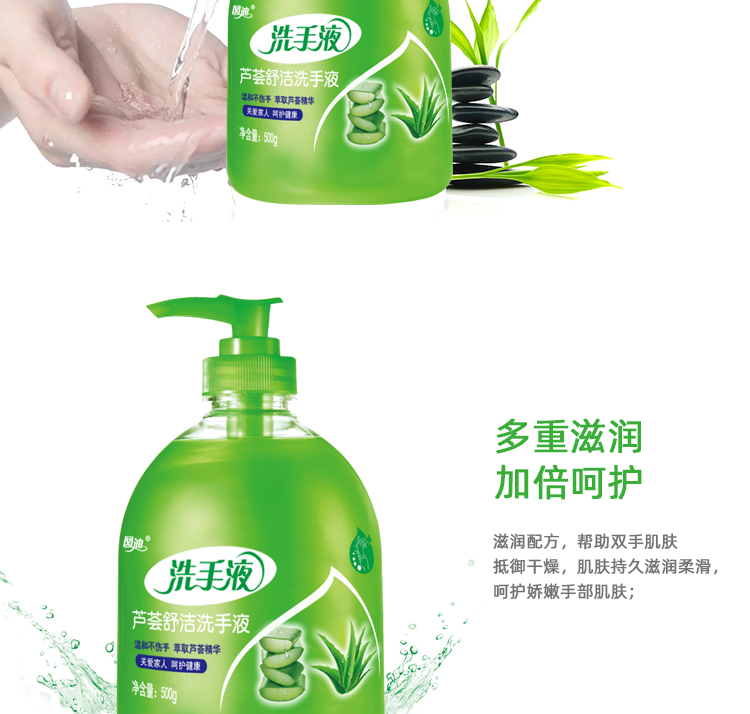 茵迪®
洗手液
芦荟舒洁洗手液
温和不伤手 萃取芦荟精华
关爱家人 呵护健康
净含量：500g
多重滋润
加倍呵护
滋润配方，帮助双手肌肤
抵御干燥，肌肤持久滋润柔滑，
呵护娇嫩手部肌肤；
茵迪®
洗手液
芦荟舒洁洗手液
温和不伤手 萃取芦荟精华
关爱家人 呵护健康
净含量：500g